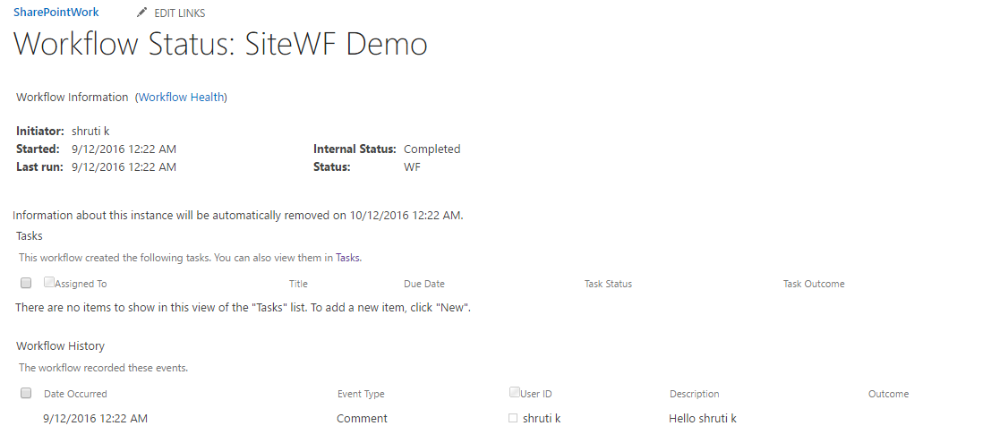 SharePointWork EDIT LINKS
Workflow Status: SiteWF Demo
Workflow Information (Workflow Health)
Initiator: shruti k
Started: 9/12/2016 12:22 AM Internal Status: Completed
Last run: 9/12/2016 12:22 AM Status: WF
Information about this instance will be automatically removed on 10/12/2016 12:22 AM.
Tasks
This workflow created the following tasks. You can also view them in Tasks.
Assigned To Title Due Date Task Status Task Outcome
There are no items to show in this view of the "Tasks" list. To add a new item, click "New".
Workflow History
The workflow recorded these events.
Date Occurred Event Type User ID Description Outcome
9/12/2016 12:22 AM Comment shruti k Hello shruti k